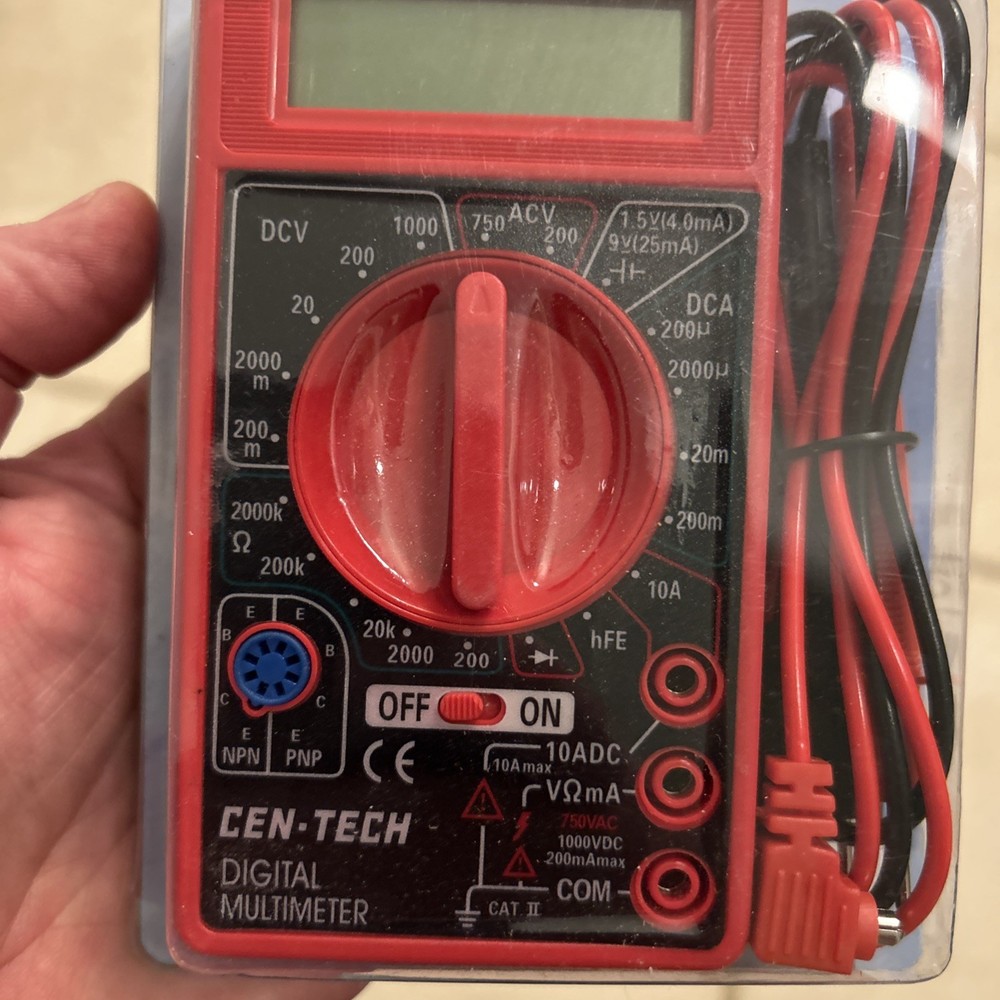 DCV
1000
750
ACV
200
1.5V(4.0mA)
9V(25mA)
200
20
2000
m
200
m
DCA
200µ
2000µ
20m
200m
10A
hFE
2000k
Ω
200k
20k
2000
200
E E
B B
C C
E E
NPN PNP
OFF ON
CE
10ADC
10Amax
VΩmA
750VAC
1000VDC
200mAmax
COM
CAT. II
CEN-TECH
DIGITAL
MULTIMETER